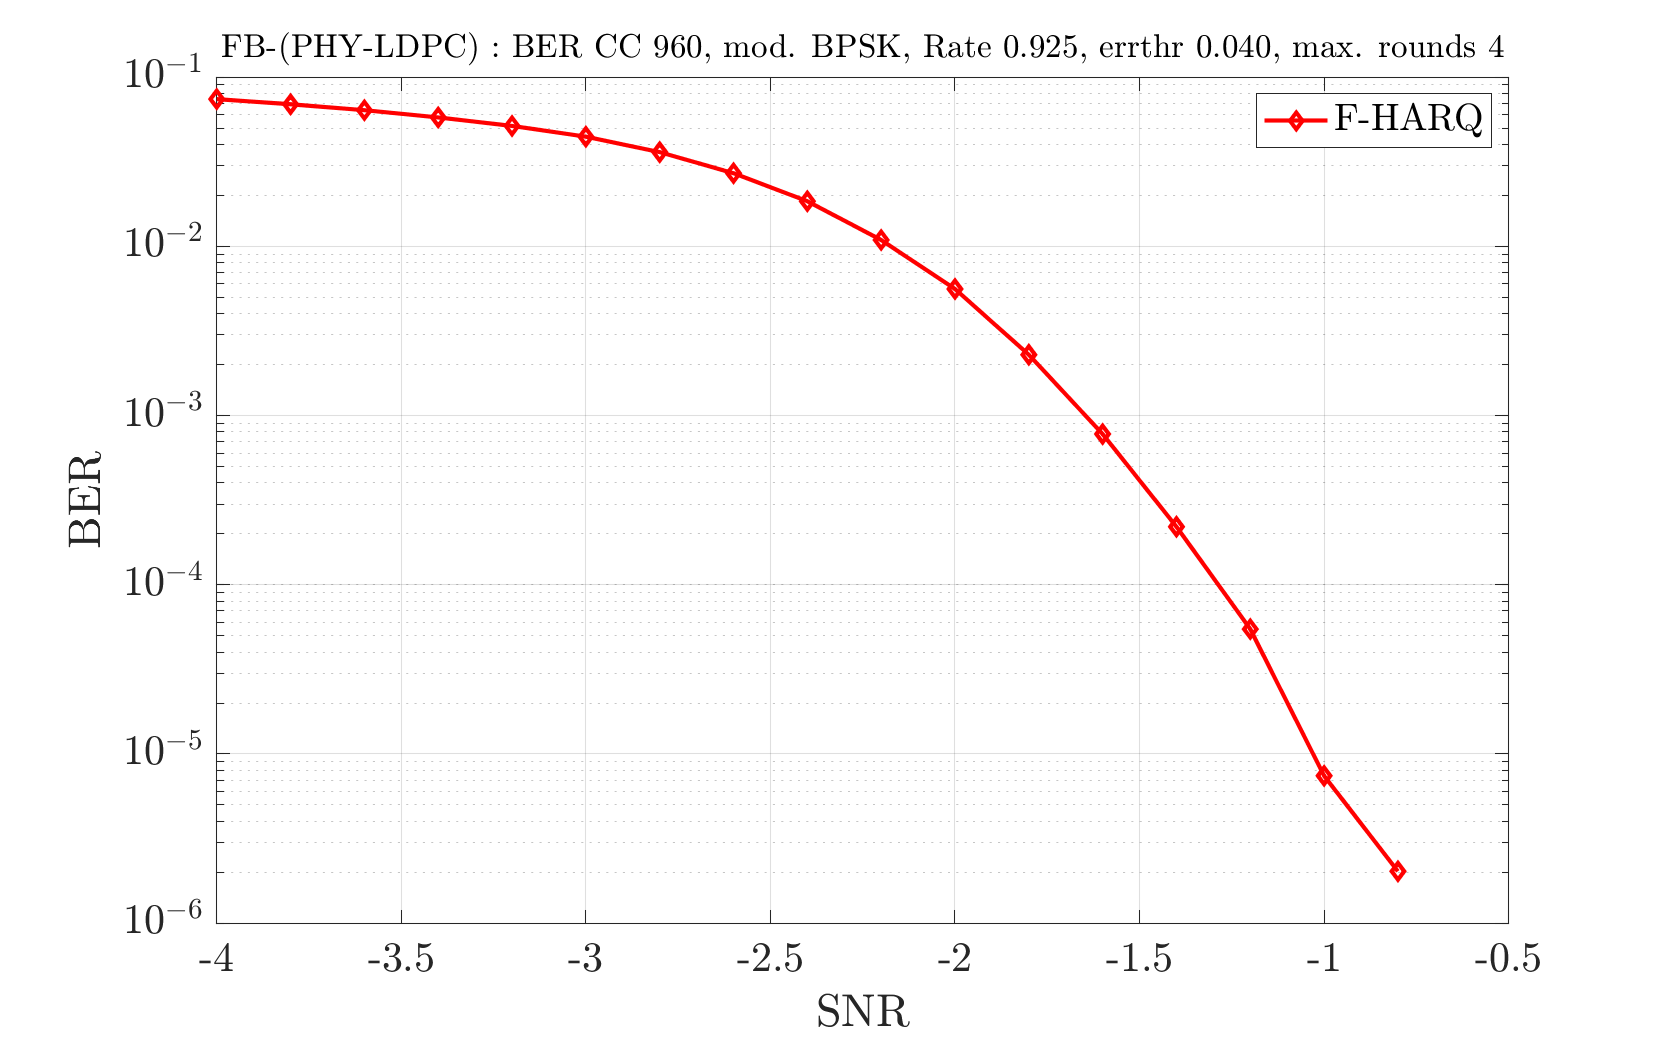 FB-(PHY-LDPC) : BER CC 960, mod. BPSK, Rate 0.925, errthr 0.040, max. rounds 4
F-HARQ
10⁻¹
10⁻²
10⁻³
10⁻⁴
10⁻⁵
10⁻⁶
BER
-4 -3.5 -3 -2.5 -2 -1.5 -1 -0.5
SNR